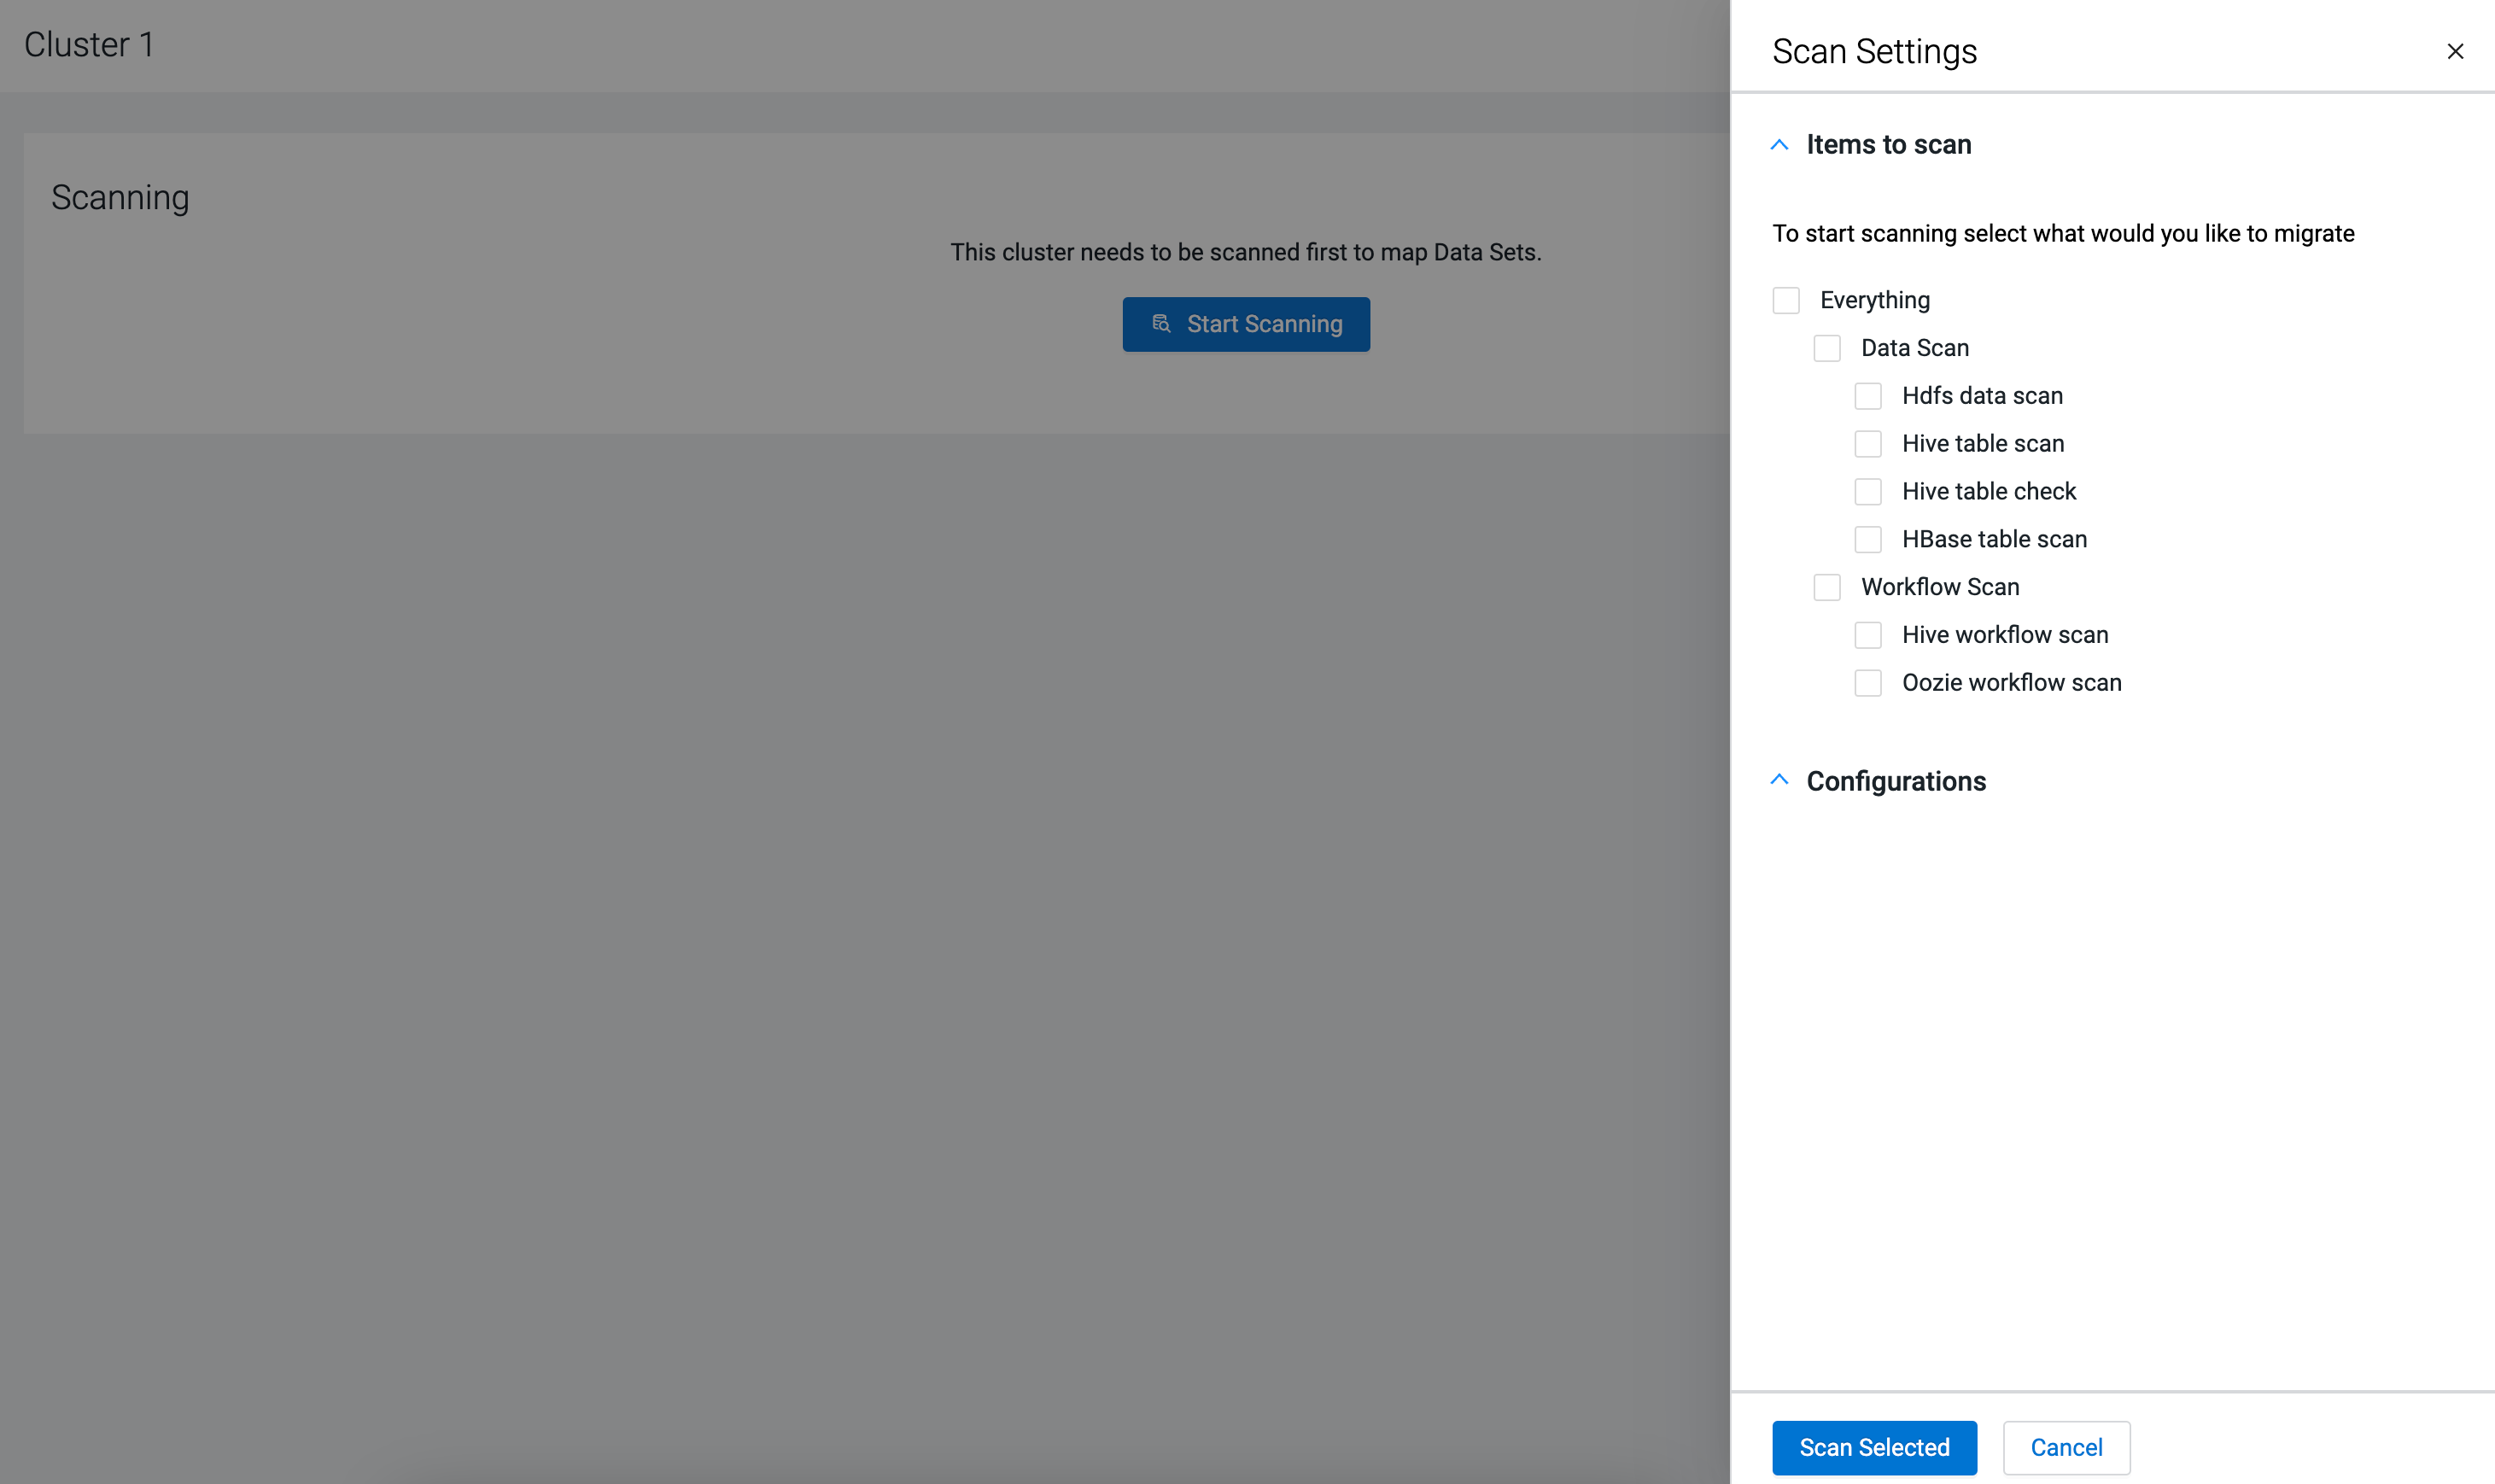 Cluster 1
Scanning
This cluster needs to be scanned first to map Data Sets.
Start Scanning
Scan Settings
Items to scan
To start scanning select what would you like to migrate
Everything
Data Scan
Hdfs data scan
Hive table scan
Hive table check
HBase table scan
Workflow Scan
Hive workflow scan
Oozie workflow scan
Configurations
Scan Selected
Cancel